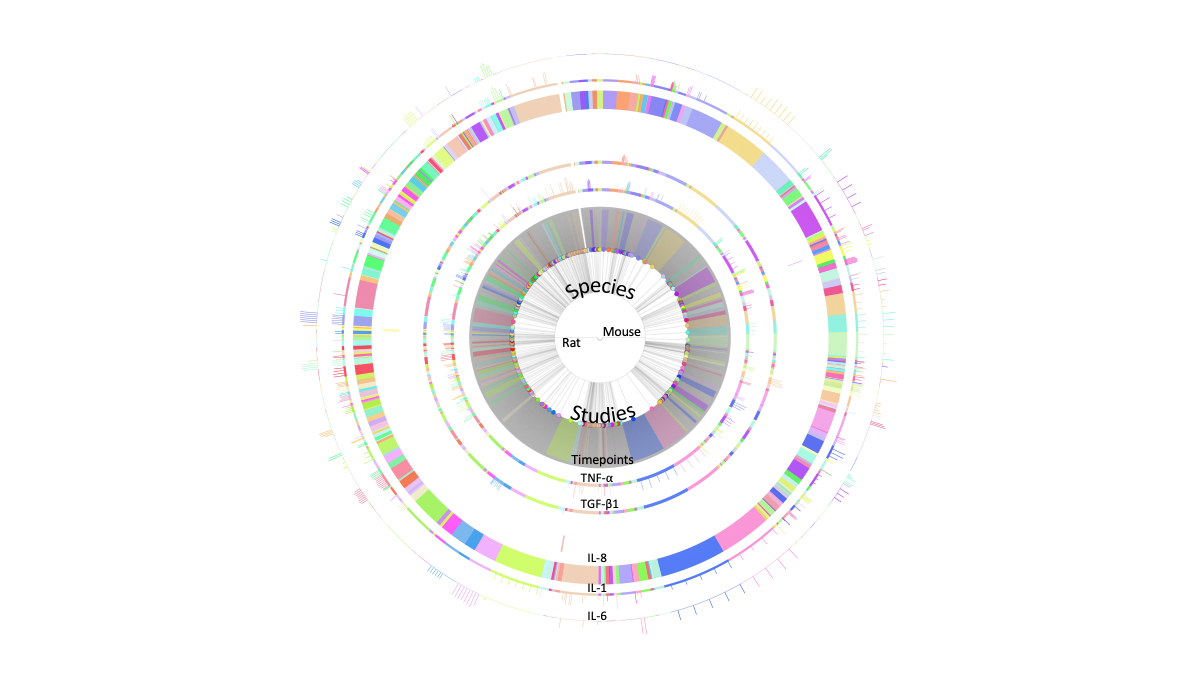 Species
Mouse
Rat
Studies
Timepoints
TNF-α
TGF-β1
IL-8
IL-1
IL-6